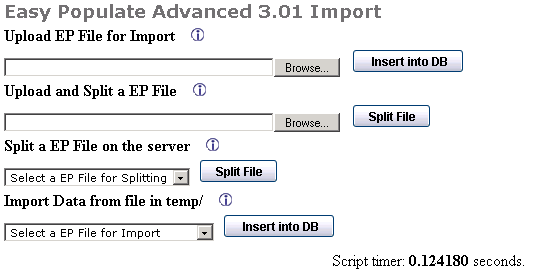 Easy Populate Advanced 3.01 Import
Upload EP File for Import
Browse... Insert into DB
Upload and Split a EP File
Browse... Split File
Split a EP File on the server
Select a EP File for Splitting Split File
Import Data from file in temp/
Select a EP File for Import Insert into DB
Script timer: 0.124180 seconds.